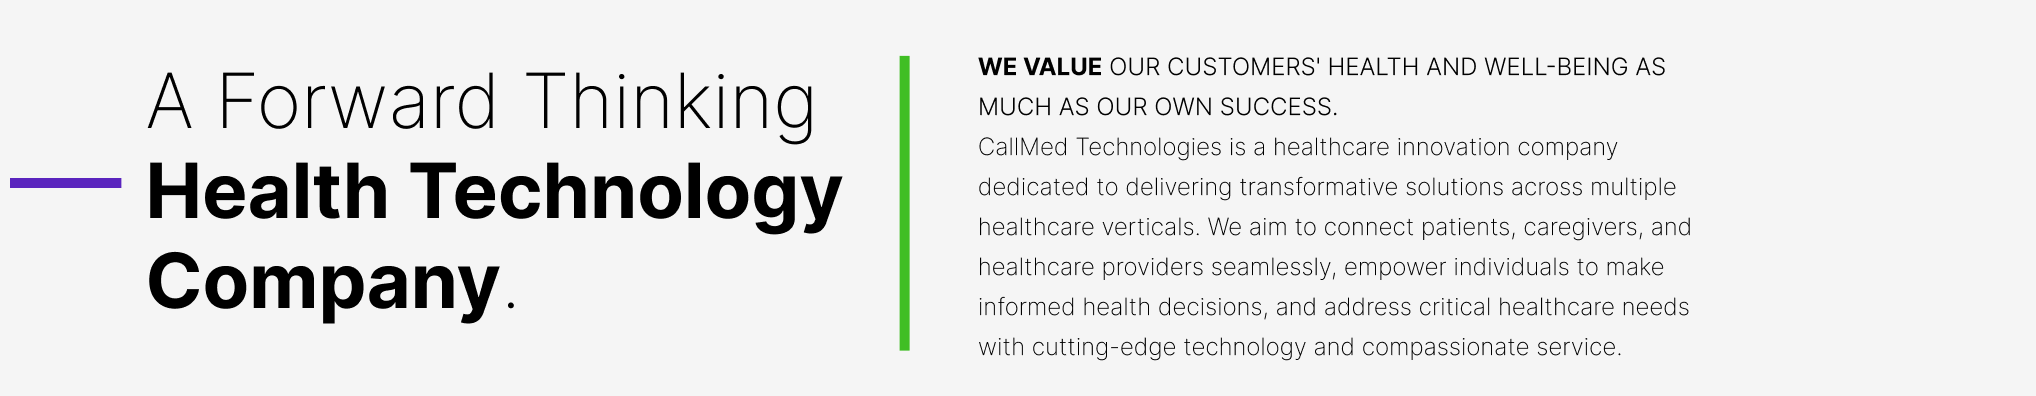 A Forward Thinking
Health Technology
Company.
WE VALUE OUR CUSTOMERS' HEALTH AND WELL-BEING AS
MUCH AS OUR OWN SUCCESS.
CallMed Technologies is a healthcare innovation company
dedicated to delivering transformative solutions across multiple
healthcare verticals. We aim to connect patients, caregivers, and
healthcare providers seamlessly, empower individuals to make
informed health decisions, and address critical healthcare needs
with cutting-edge technology and compassionate service.